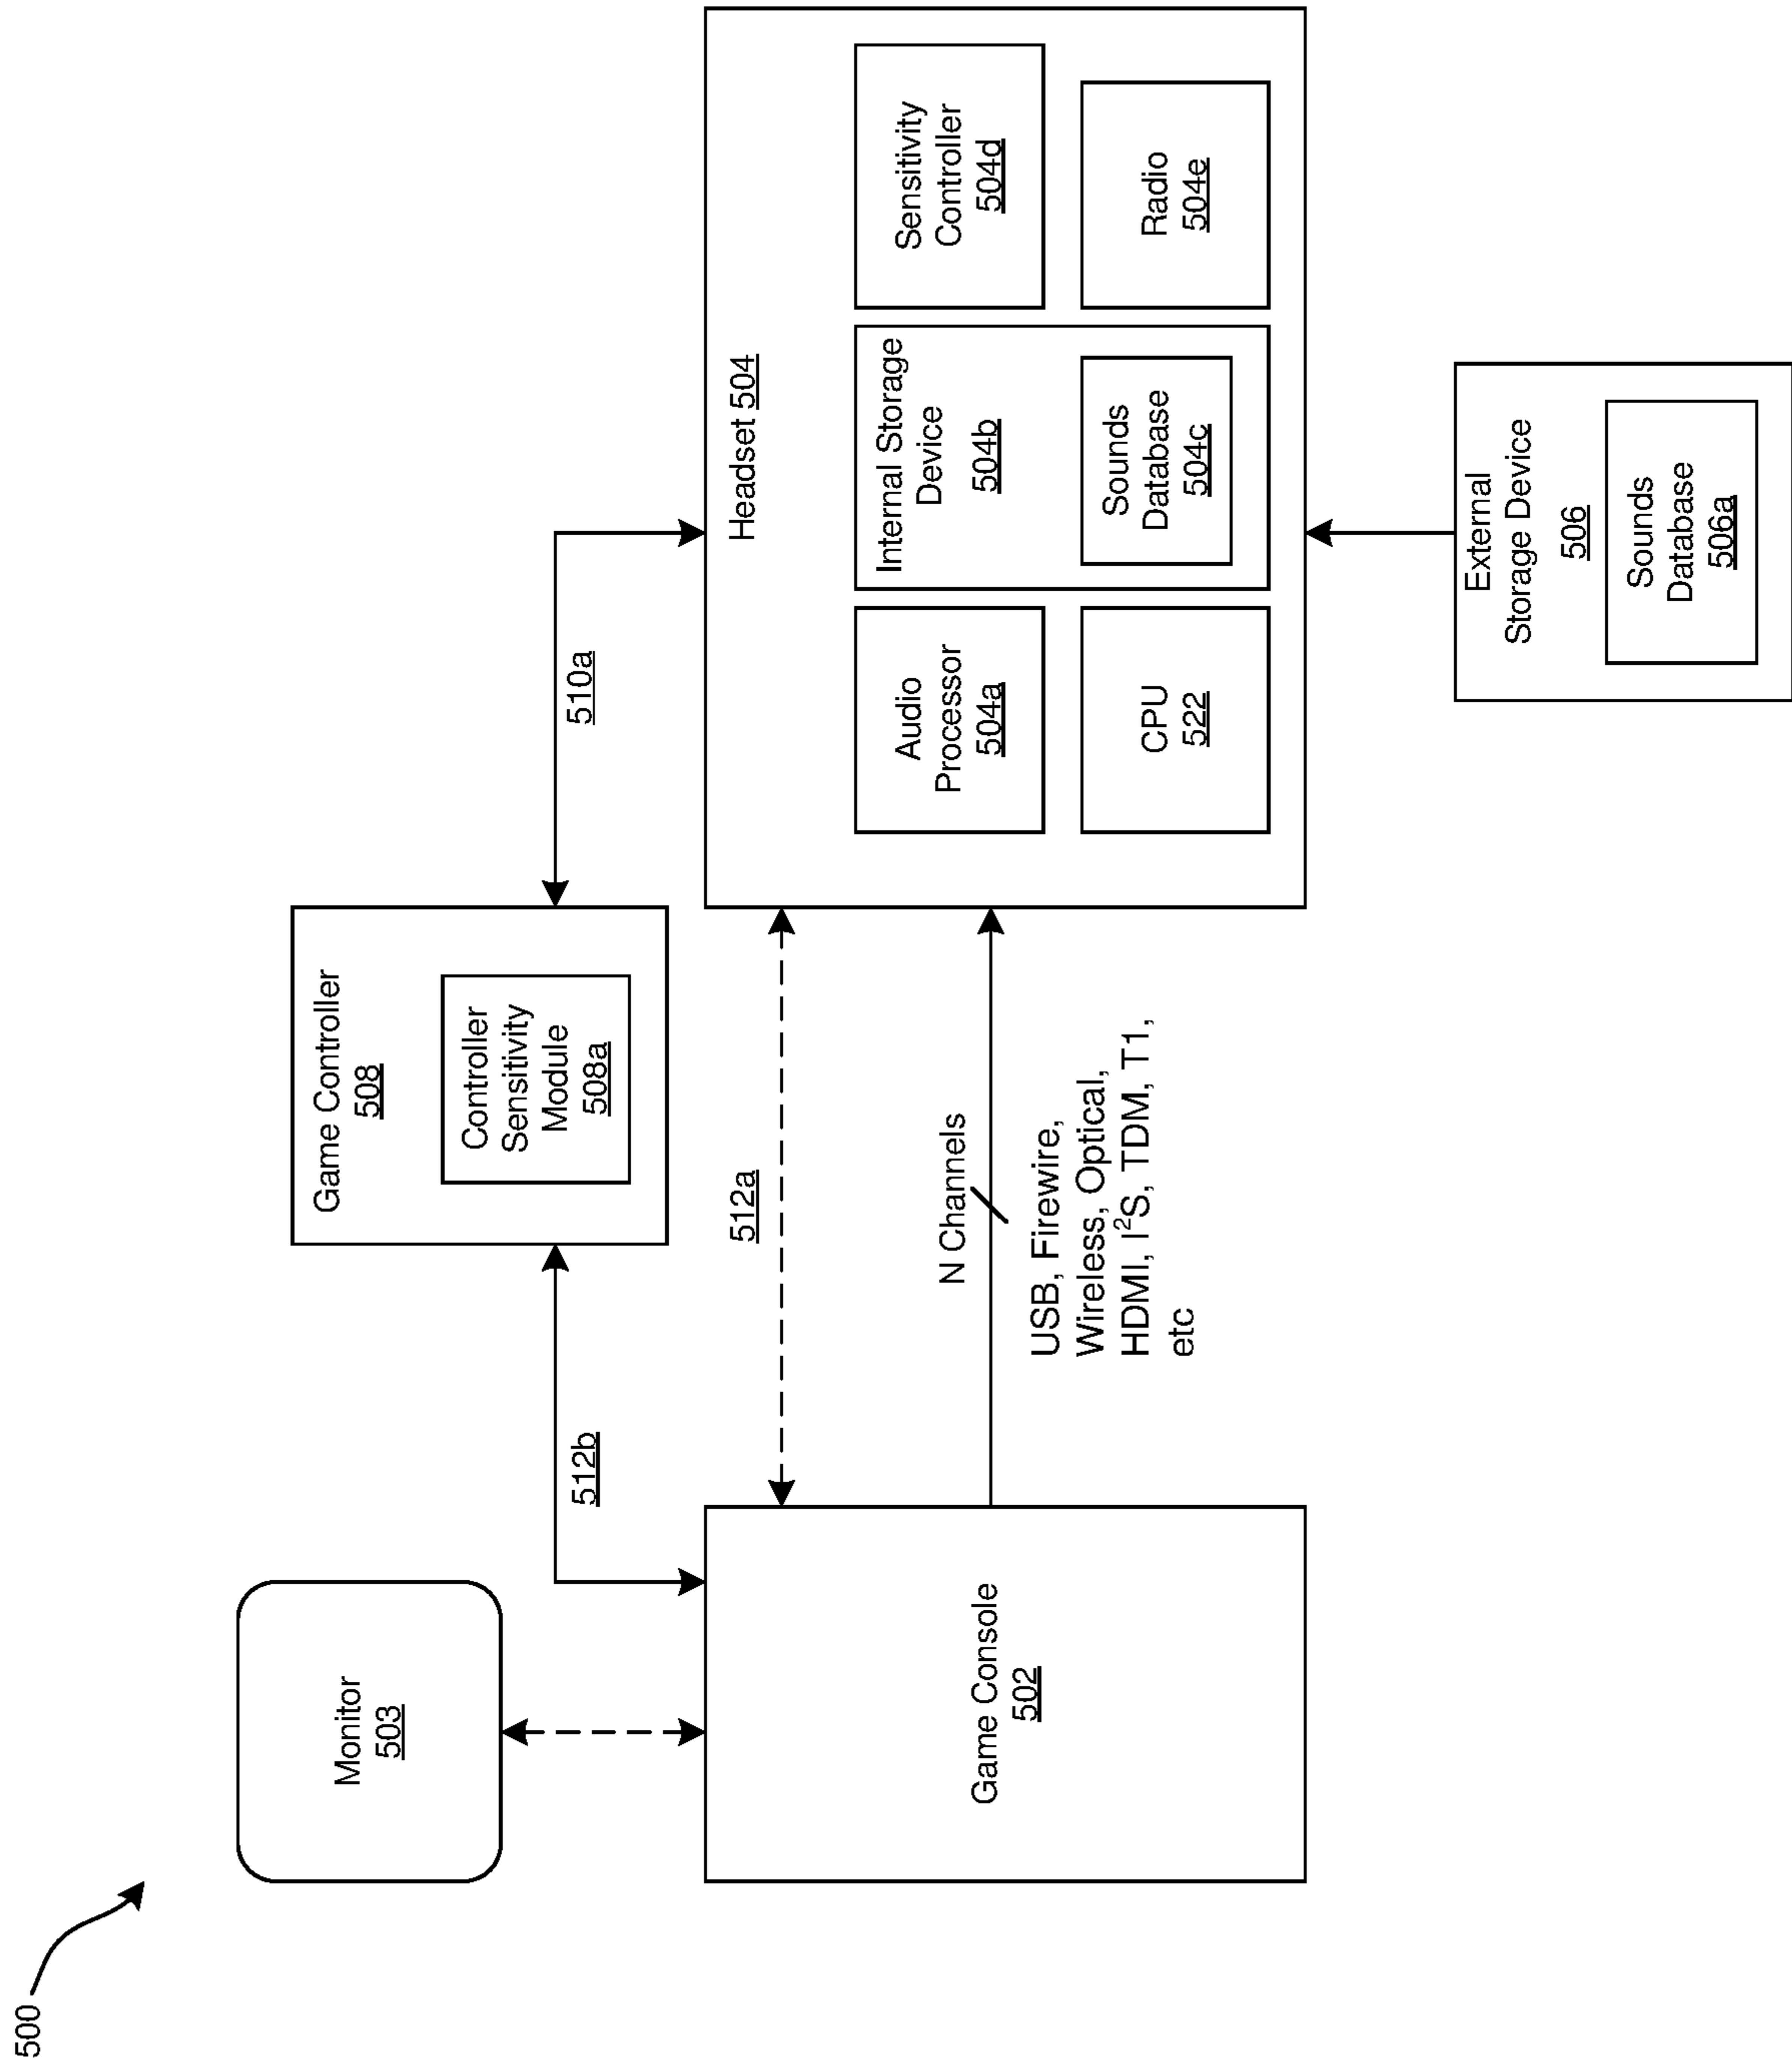 500
Monitor
503
Game Console
502
512b
Game Controller
508
Controller
Sensitivity
Module
508a
510a
512a
N Channels
USB, Firewire,
Wireless, Optical,
HDMI, I²S, TDM, T1,
etc
Headset 504
Audio
Processor
504a
CPU
522
Internal Storage
Device
504b
Sounds
Database
504c
Sensitivity
Controller
504d
Radio
504e
External
Storage Device
506
Sounds
Database
506a